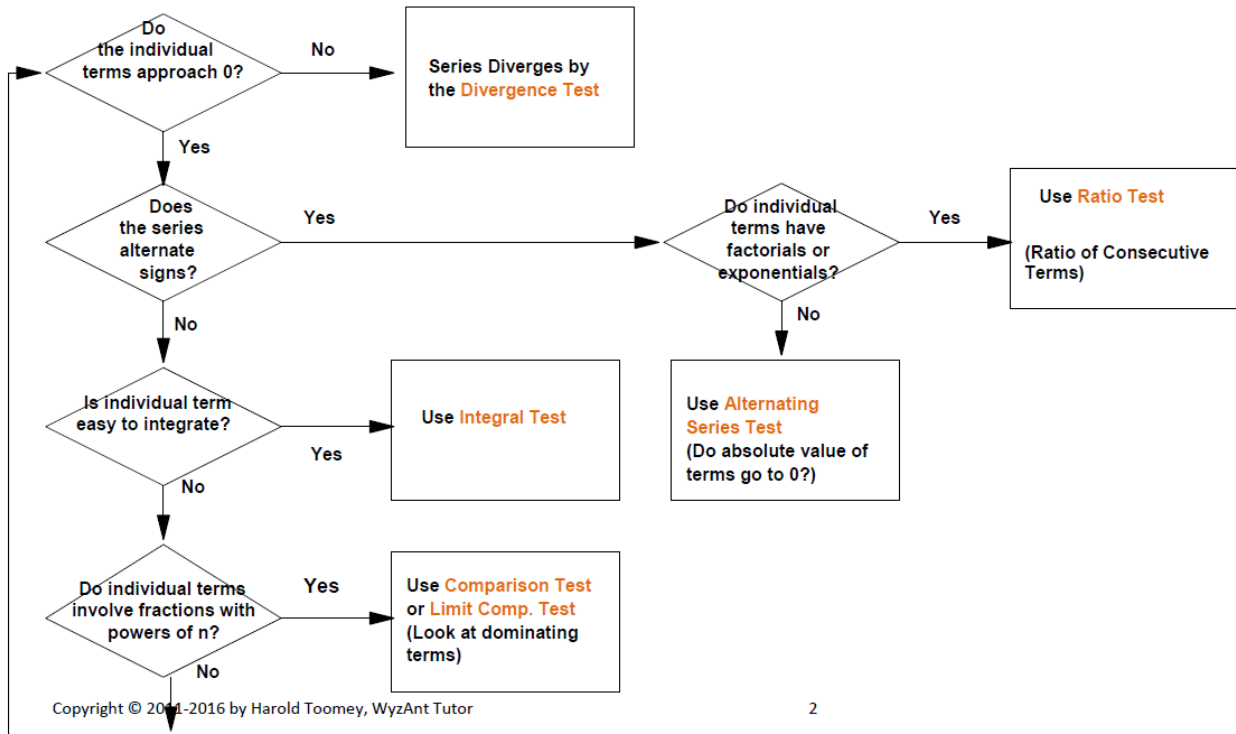 Do
the individual
terms approach 0?
No
Series Diverges by
the Divergence Test
Yes
Does
the series
alternate
signs?
Yes
Do individual
terms have
factorials or
exponentials?
Yes
Use Ratio Test
(Ratio of Consecutive
Terms)
No
No
Is individual term
easy to integrate?
Yes
Use Integral Test
Use Alternating
Series Test
(Do absolute value of
terms go to 0?)
No
Do individual terms
involve fractions with
powers of n?
Yes
Use Comparison Test
or Limit Comp. Test
(Look at dominating
terms)
No
Copyright © 2011-2016 by Harold Toomey, WyzAnt Tutor
2